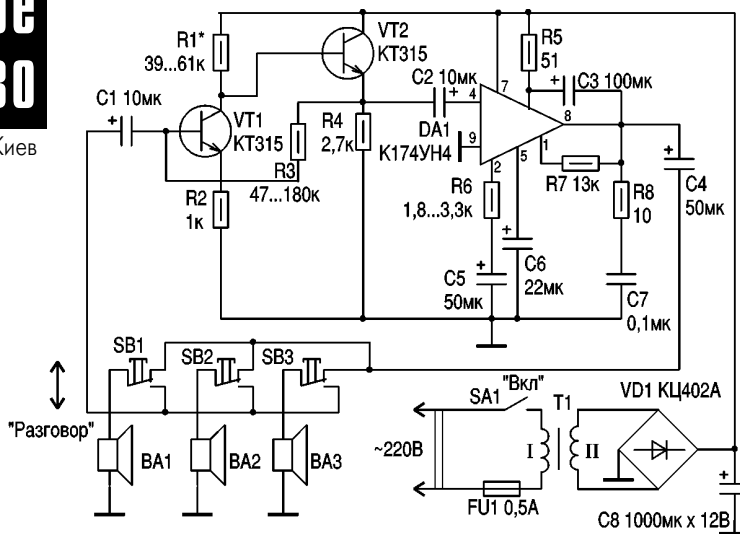 Киев
R1*
39...61к
VT2
КТ315
R5
51
C1 10мк
+
VT1
КТ315
C2 10мк
+
4
7
+
C3 100мк
DA1
8
К174УН4
9
2
5
1
R3
47...180к
R4
2,7к
R2
1к
R6
1,8...3,3к
R7 13к
R8
10
+
C4
50мк
+
C5
50мк
+
C6
22мк
C7
0,1мк
SB1
SB2
SB3
"Разговор"
BA1
BA2
BA3
SA1
"Вкл"
T1
VD1 КЦ402А
~220В
I
II
FU1 0,5А
+
C8 1000мк x 12В